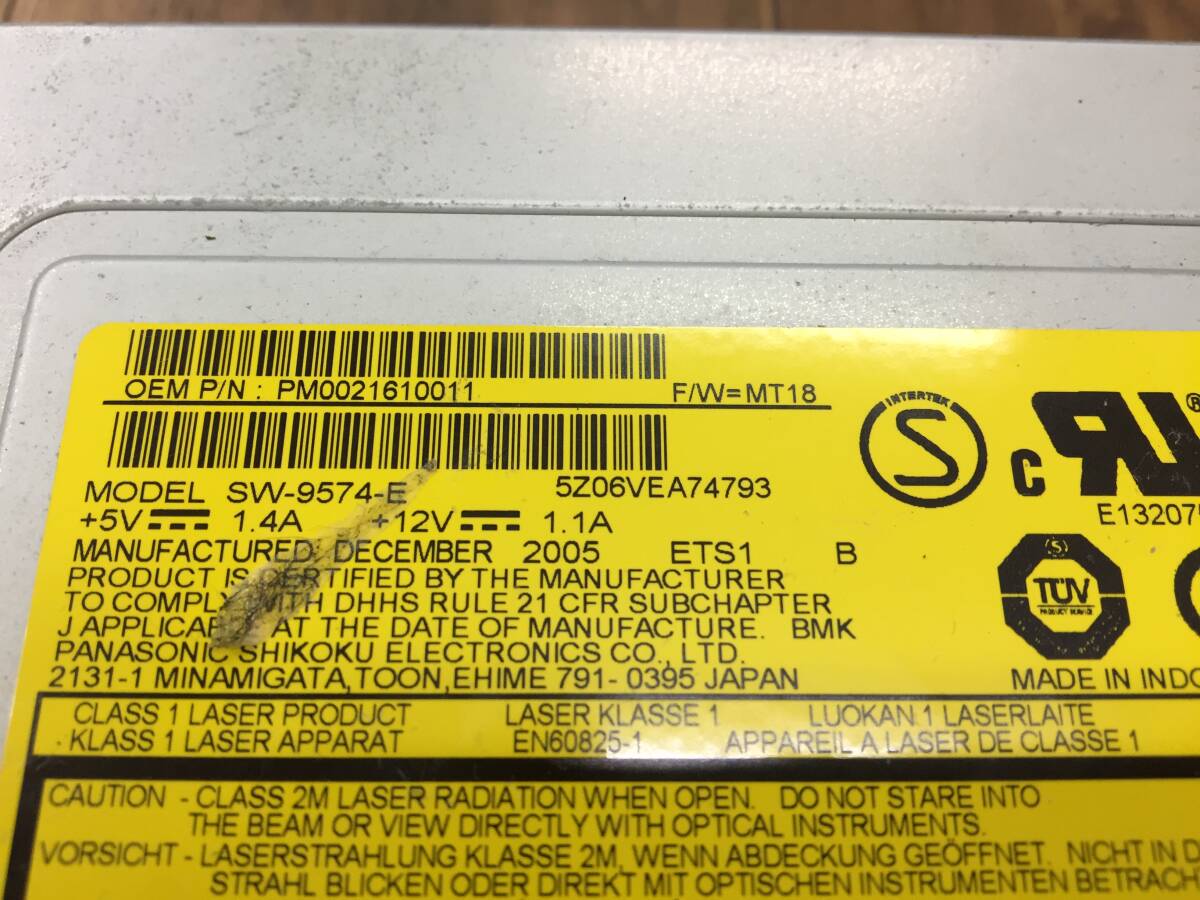 OEM P/N : PM0021610011 F/W=MT18
MODEL SW-9574-E 5Z06VEA74793
+5V 1.4A +12V 1.1A
MANUFACTURED: DECEMBER 2005 ETS1 B
PRODUCT IS CERTIFIED BY THE MANUFACTURER
TO COMPLY WITH DHHS RULE 21 CFR SUBCHAPTER
J APPLICABLE AT THE DATE OF MANUFACTURE. BMK
PANASONIC SHIKOKU ELECTRONICS CO., LTD.
2131-1 MINAMIGATA, TOON, EHIME 791-0395 JAPAN
INTERTEK
S
C RU ®
E132075
S
TÜV
PRODUCT SERVICE
MADE IN INDO
CLASS 1 LASER PRODUCT LASER KLASSE 1 LUOKAN 1 LASERLAITE
KLASS 1 LASER APPARAT EN60825-1 APPAREIL A LASER DE CLASSE 1
CAUTION - CLASS 2M LASER RADIATION WHEN OPEN. DO NOT STARE INTO
THE BEAM OR VIEW DIRECTLY WITH OPTICAL INSTRUMENTS.
VORSICHT - LASERSTRAHLUNG KLASSE 2M, WENN ABDECKUNG GEÖFFNET. NICHT IN D
STRAHL BLICKEN ODER DIREKT MIT OPTISCHEN INSTRUMENTEN BETRACH